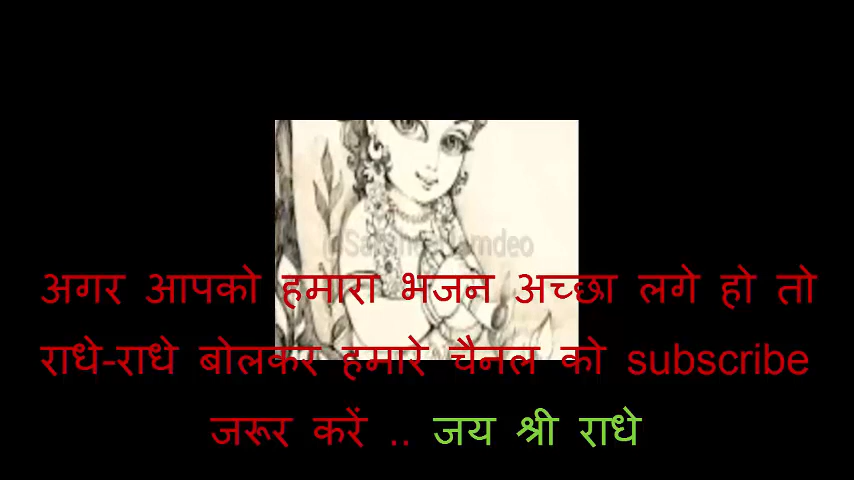 अगर आपको हमारा भजन अच्छा लगे हो तो
राधे-राधे बोलकर हमारे चैनल को subscribe
जरूर करें .. जय श्री राधे